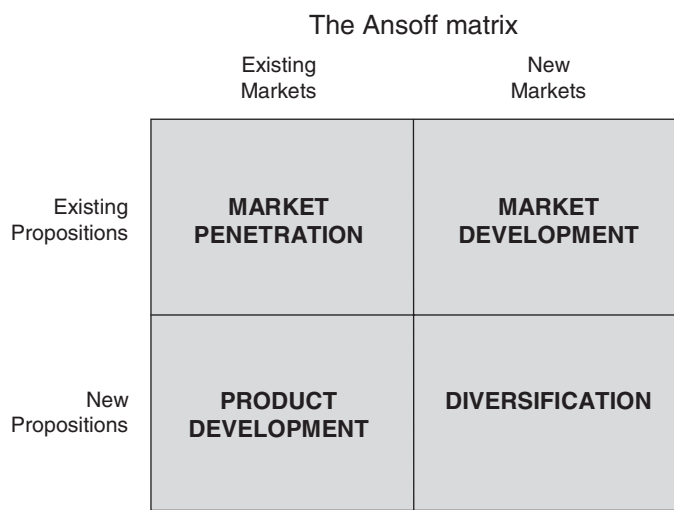 The Ansoff matrix
Existing
Markets
New
Markets
Existing
Propositions
MARKET
PENETRATION
MARKET
DEVELOPMENT
New
Propositions
PRODUCT
DEVELOPMENT
DIVERSIFICATION